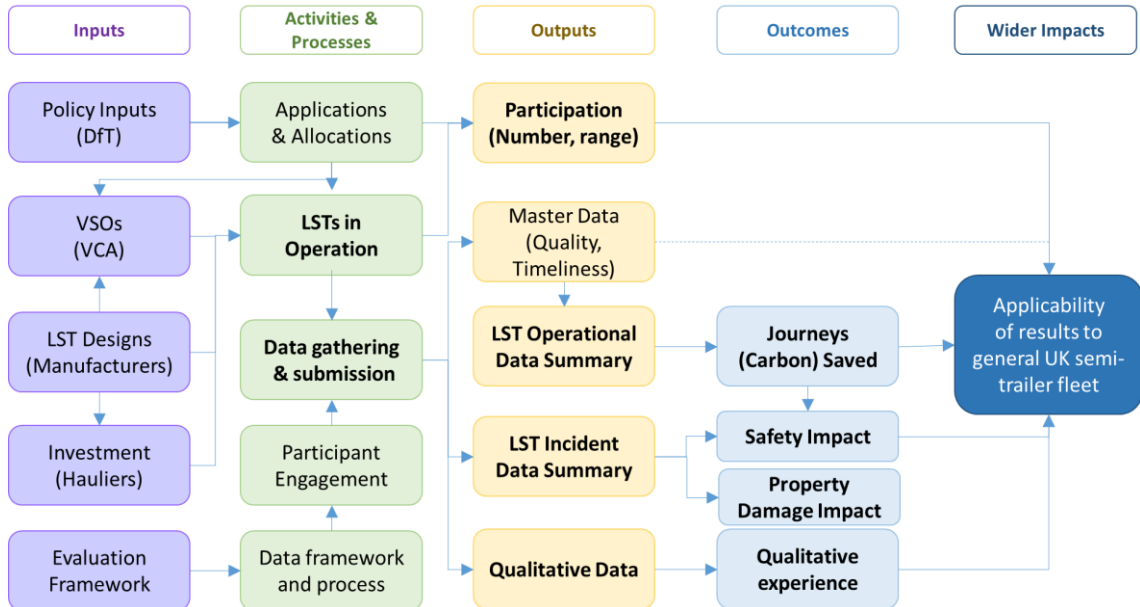 Inputs
Activities &
Processes
Outputs
Outcomes
Wider Impacts
Policy Inputs
(DfT)
Applications
& Allocations
Participation
(Number, range)
VSOs
(VCA)
LSTs in
Operation
Master Data
(Quality,
Timeliness)
LST Designs
(Manufacturers)
Data gathering
& submission
LST Operational
Data Summary
Journeys
(Carbon) Saved
Applicability
of results to
general UK semi-
trailer fleet
Investment
(Hauliers)
Participant
Engagement
LST Incident
Data Summary
Safety Impact
Property
Damage Impact
Evaluation
Framework
Data framework
and process
Qualitative Data
Qualitative
experience